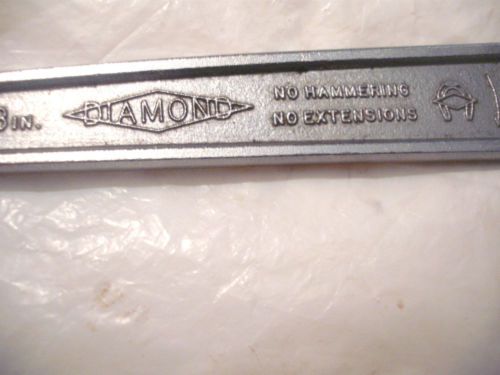 IN.
DIAMOND
NO HAMMERING
NO EXTENSIONS